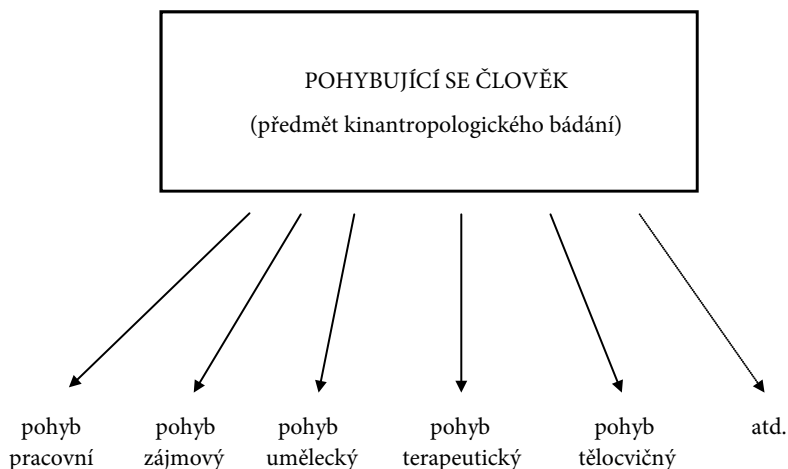 POHYBUJÍCÍ SE ČLOVĚK
(předmět kinantropologického bádání)
pohyb pohyb pohyb pohyb pohyb atd.
pracovní zájmový umělecký terapeutický tělocvičný